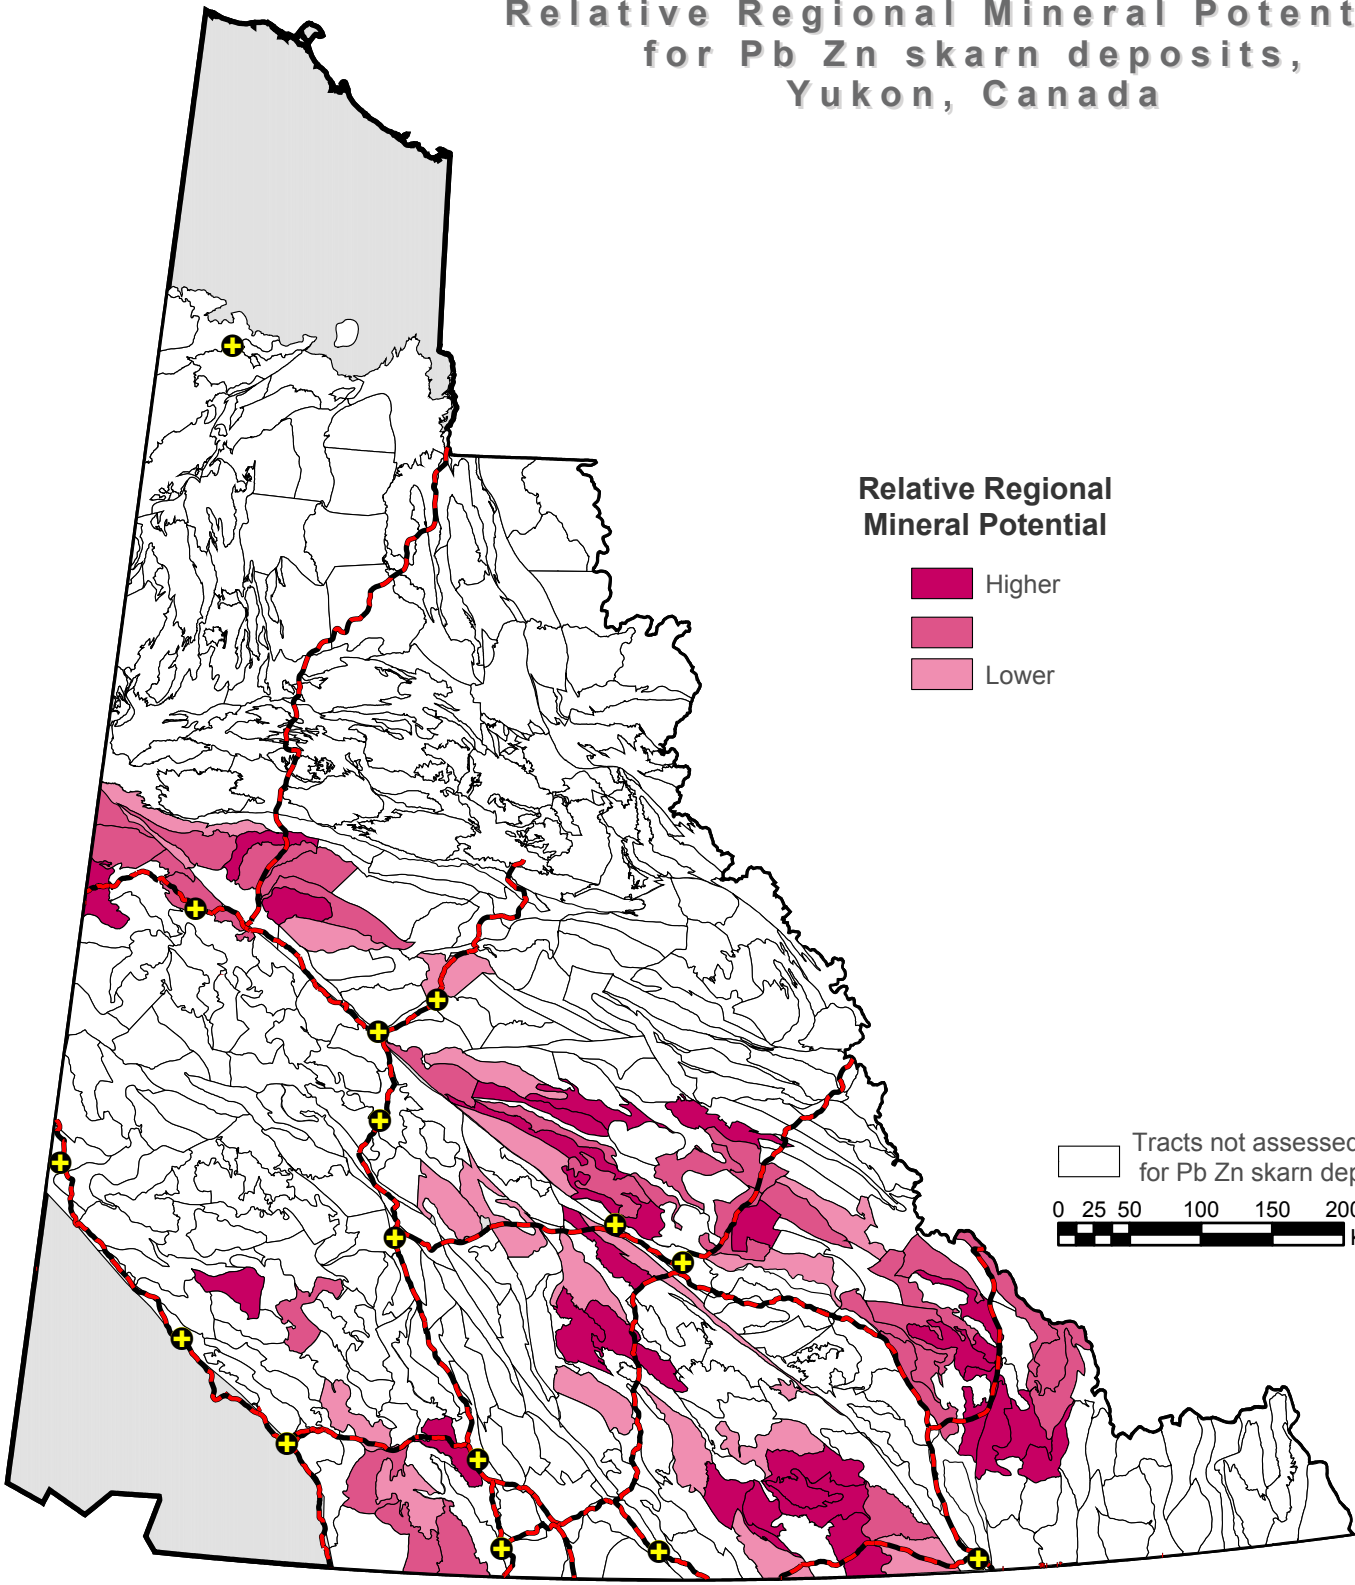 Relative Regional Mineral Potent
for Pb Zn skarn deposits,
Yukon, Canada
Relative Regional
Mineral Potential
Higher
Lower
Tracts not assessed
for Pb Zn skarn dep
0 25 50 100 150 200